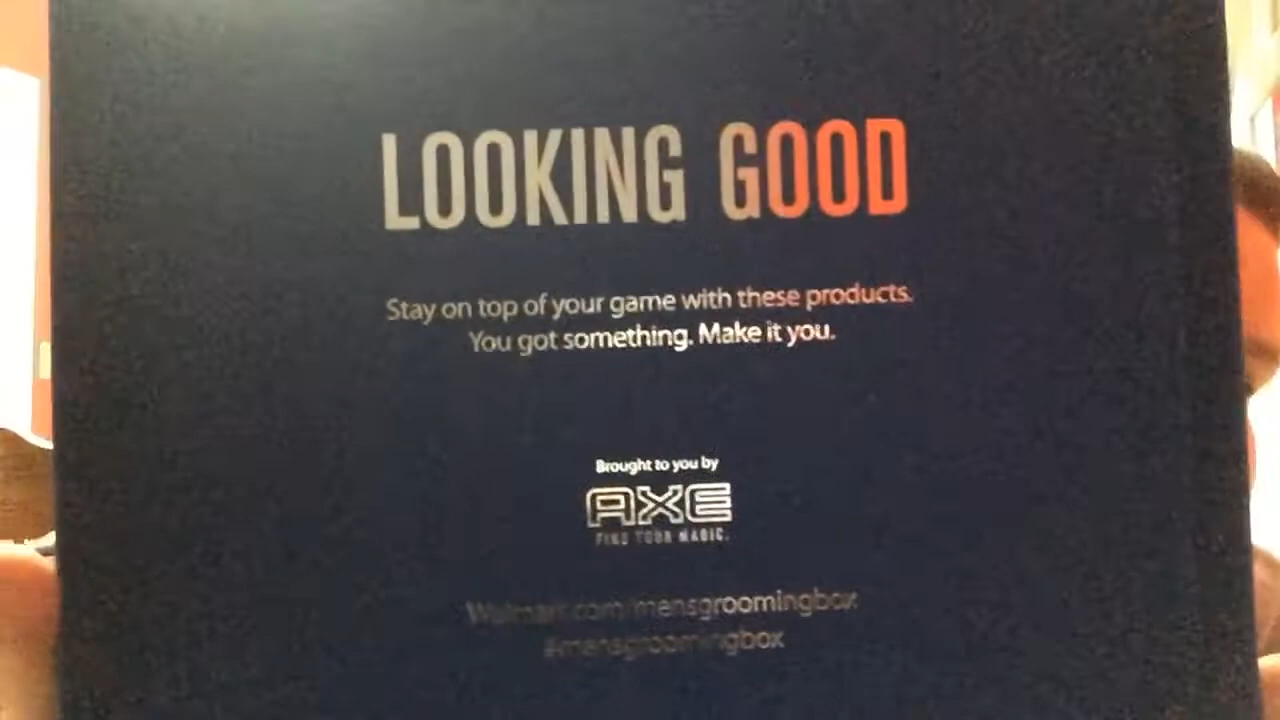 LOOKING GOOD
Stay on top of your game with these products.
You got something. Make it you.
Brought to you by
AXE
FIND YOUR MAGIC.
Walmart.com/mensgroomingbox
#mensgroomingbox